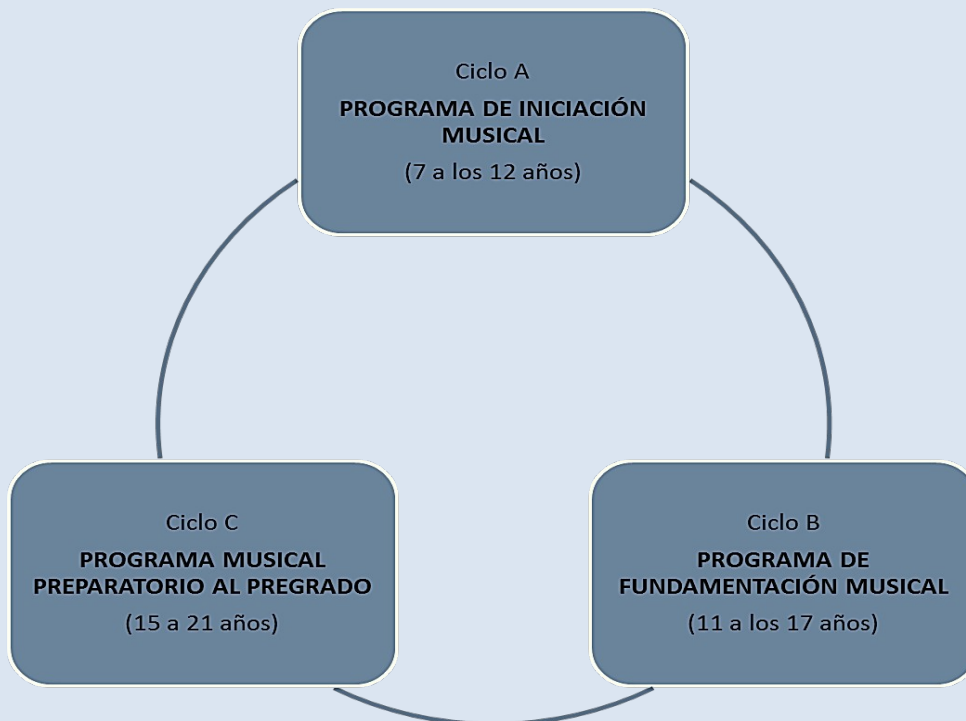 Ciclo A
PROGRAMA DE INICIACIÓN
MUSICAL
(7 a los 12 años)
Ciclo C
PROGRAMA MUSICAL
PREPARATORIO AL PREGRADO
(15 a 21 años)
Ciclo B
PROGRAMA DE
FUNDAMENTACIÓN MUSICAL
(11 a los 17 años)